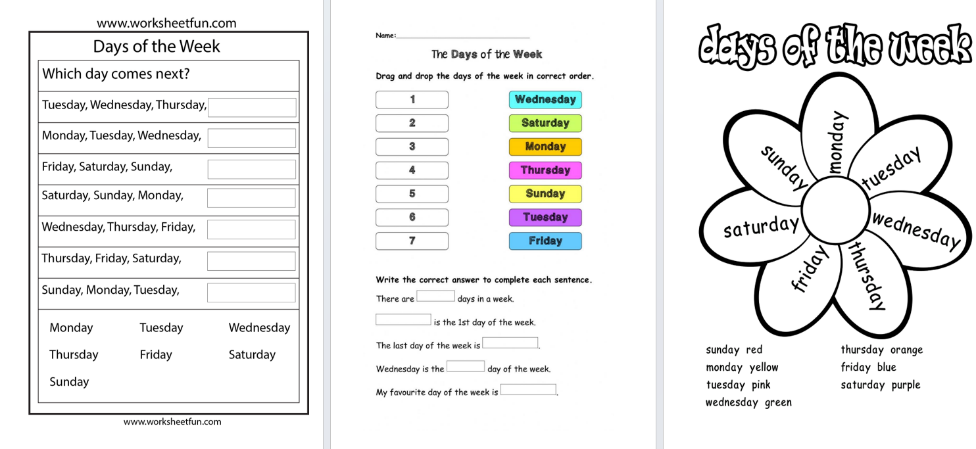 www.worksheetfun.com
Days of the Week
Which day comes next?
Tuesday, Wednesday, Thursday,
Monday, Tuesday, Wednesday,
Friday, Saturday, Sunday,
Saturday, Sunday, Monday,
Wednesday, Thursday, Friday,
Thursday, Friday, Saturday,
Sunday, Monday, Tuesday,
Monday Tuesday Wednesday
Thursday Friday Saturday
Sunday
www.worksheetfun.com
Name:
The Days of the Week
Drag and drop the days of the week in correct order.
1 Wednesday
2 Saturday
3 Monday
4 Thursday
5 Sunday
6 Tuesday
7 Friday
Write the correct answer to complete each sentence.
There are days in a week.
is the 1st day of the week.
The last day of the week is .
Wednesday is the day of the week.
My favourite day of the week is .
days of the week
monday
tuesday
wednesday
thursday
friday
saturday
sunday
sunday red
monday yellow
tuesday pink
wednesday green
thursday orange
friday blue
saturday purple